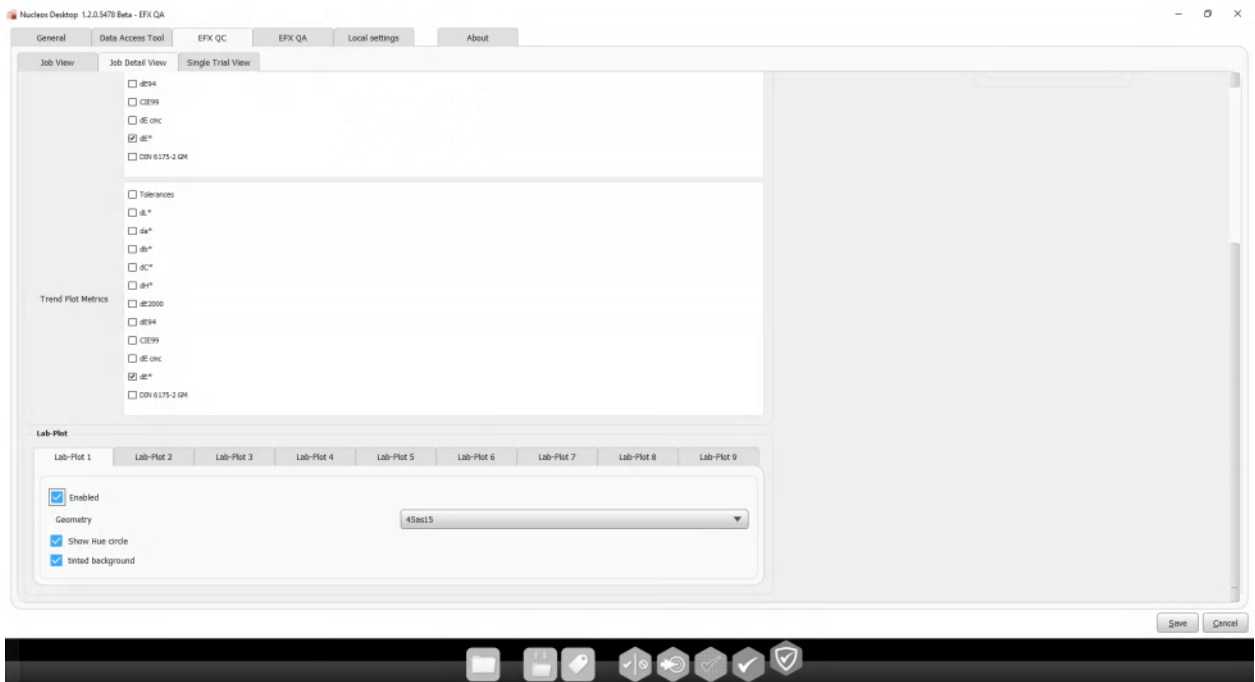 Nucleos Desktop 1.2.0.5478 Beta - EFX QA
General Data Access Tool EFX QC EFX QA Local settings About
Job View Job Detail View Single Trial View
dE94
CIE99
dE cmc
dE*
DIN 6175-2 GM
Tolerances
dL*
da*
db*
dC*
dH*
Trend Plot Metrics
dE2000
dE94
CIE99
dE cmc
dE*
DIN 6175-2 GM
Lab-Plot
Lab-Plot 1 Lab-Plot 2 Lab-Plot 3 Lab-Plot 4 Lab-Plot 5 Lab-Plot 6 Lab-Plot 7 Lab-Plot 8 Lab-Plot 9
Enabled
Geometry 45as15
Show Hue circle
tinted background
Save Cancel